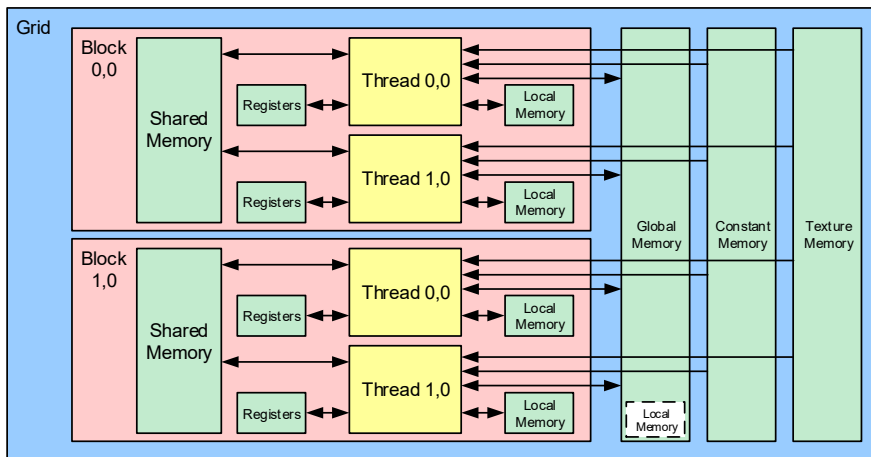 Grid
Block
0,0
Shared
Memory
Registers
Thread 0,0
Local
Memory
Registers
Thread 1,0
Local
Memory
Block
1,0
Shared
Memory
Registers
Thread 0,0
Local
Memory
Registers
Thread 1,0
Local
Memory
Global
Memory
Local
Memory
Constant
Memory
Texture
Memory